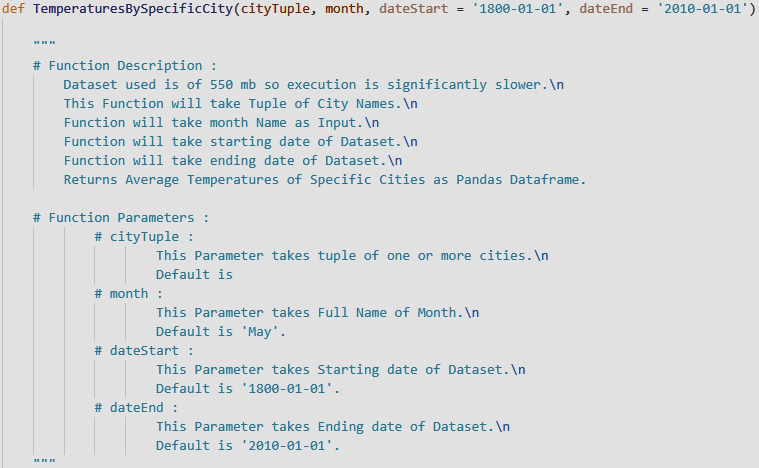 def TemperaturesBySpecificCity(cityTuple, month, dateStart = '1800-01-01', dateEnd = '2010-01-01')
"""
# Function Description :
Dataset used is of 550 mb so execution is significantly slower.\n
This Function will take Tuple of City Names.\n
Function will take month Name as Input.\n
Function will take starting date of Dataset.\n
Function will take ending date of Dataset.\n
Returns Average Temperatures of Specific Cities as Pandas Dataframe.
# Function Parameters :
# cityTuple :
This Parameter takes tuple of one or more cities.\n
Default is
# month :
This Parameter takes Full Name of Month.\n
Default is 'May'.
# dateStart :
This Parameter takes Starting date of Dataset.\n
Default is '1800-01-01'.
# dateEnd :
This Parameter takes Ending date of Dataset.\n
Default is '2010-01-01'.
"""